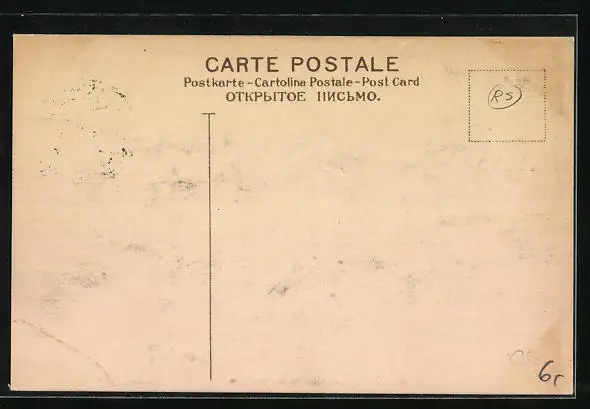 CARTE POSTALE
Postkarte - Cartolina Postale - Post Card
ОТКРЫТОЕ ПИСЬМО.
RS
6r